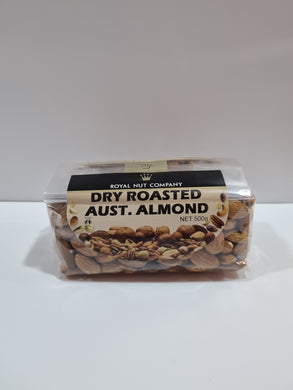 ROYAL NUT COMPANY
DRY ROASTED
AUST. ALMOND
NET 500g